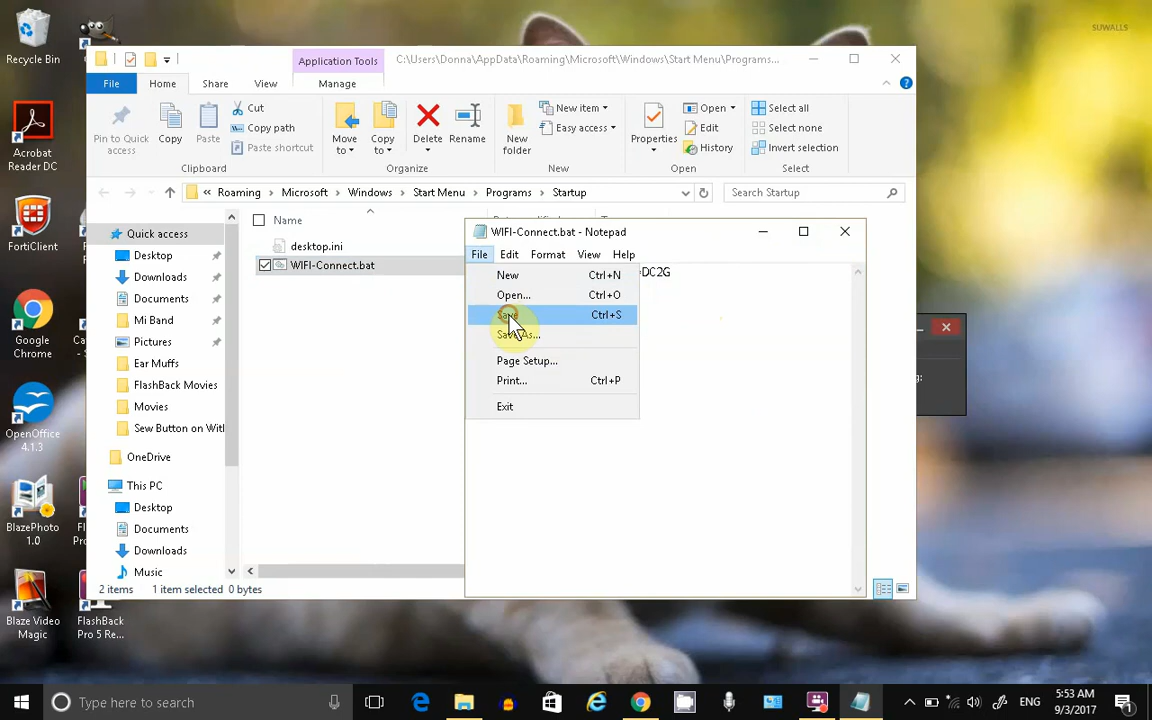 SUWALLS
Recycle Bin
Acrobat
Reader DC
FortiClient
Google
Chrome
OpenOffice
4.1.3
BlazePhoto
1.0
Blaze Video
Magic
FlashBack
Pro 5 Re...
Application Tools
C:\Users\Donna\AppData\Roaming\Microsoft\Windows\Start Menu\Programs...
File
Home
Share
View
Manage
Pin to Quick
access
Copy
Paste
Cut
Copy path
Paste shortcut
Clipboard
Move
to
Copy
to
Delete
Rename
Organize
New
folder
New item
Easy access
New
Properties
Open
Edit
History
Open
Select all
Select none
Invert selection
Select
« Roaming > Microsoft > Windows > Start Menu > Programs > Startup
Search Startup
Quick access
Desktop
Downloads
Documents
Mi Band
Pictures
Ear Muffs
FlashBack Movies
Movies
Sew Button on Wit
OneDrive
This PC
Desktop
Documents
Downloads
Music
Name
desktop.ini
WIFI-Connect.bat
2 items
1 item selected 0 bytes
WIFI-Connect.bat - Notepad
File Edit Format View Help
=DC2G
New Ctrl+N
Open... Ctrl+O
Save Ctrl+S
Save As...
Page Setup...
Print... Ctrl+P
Exit
Type here to search
ENG
5:53 AM
9/3/2017
1